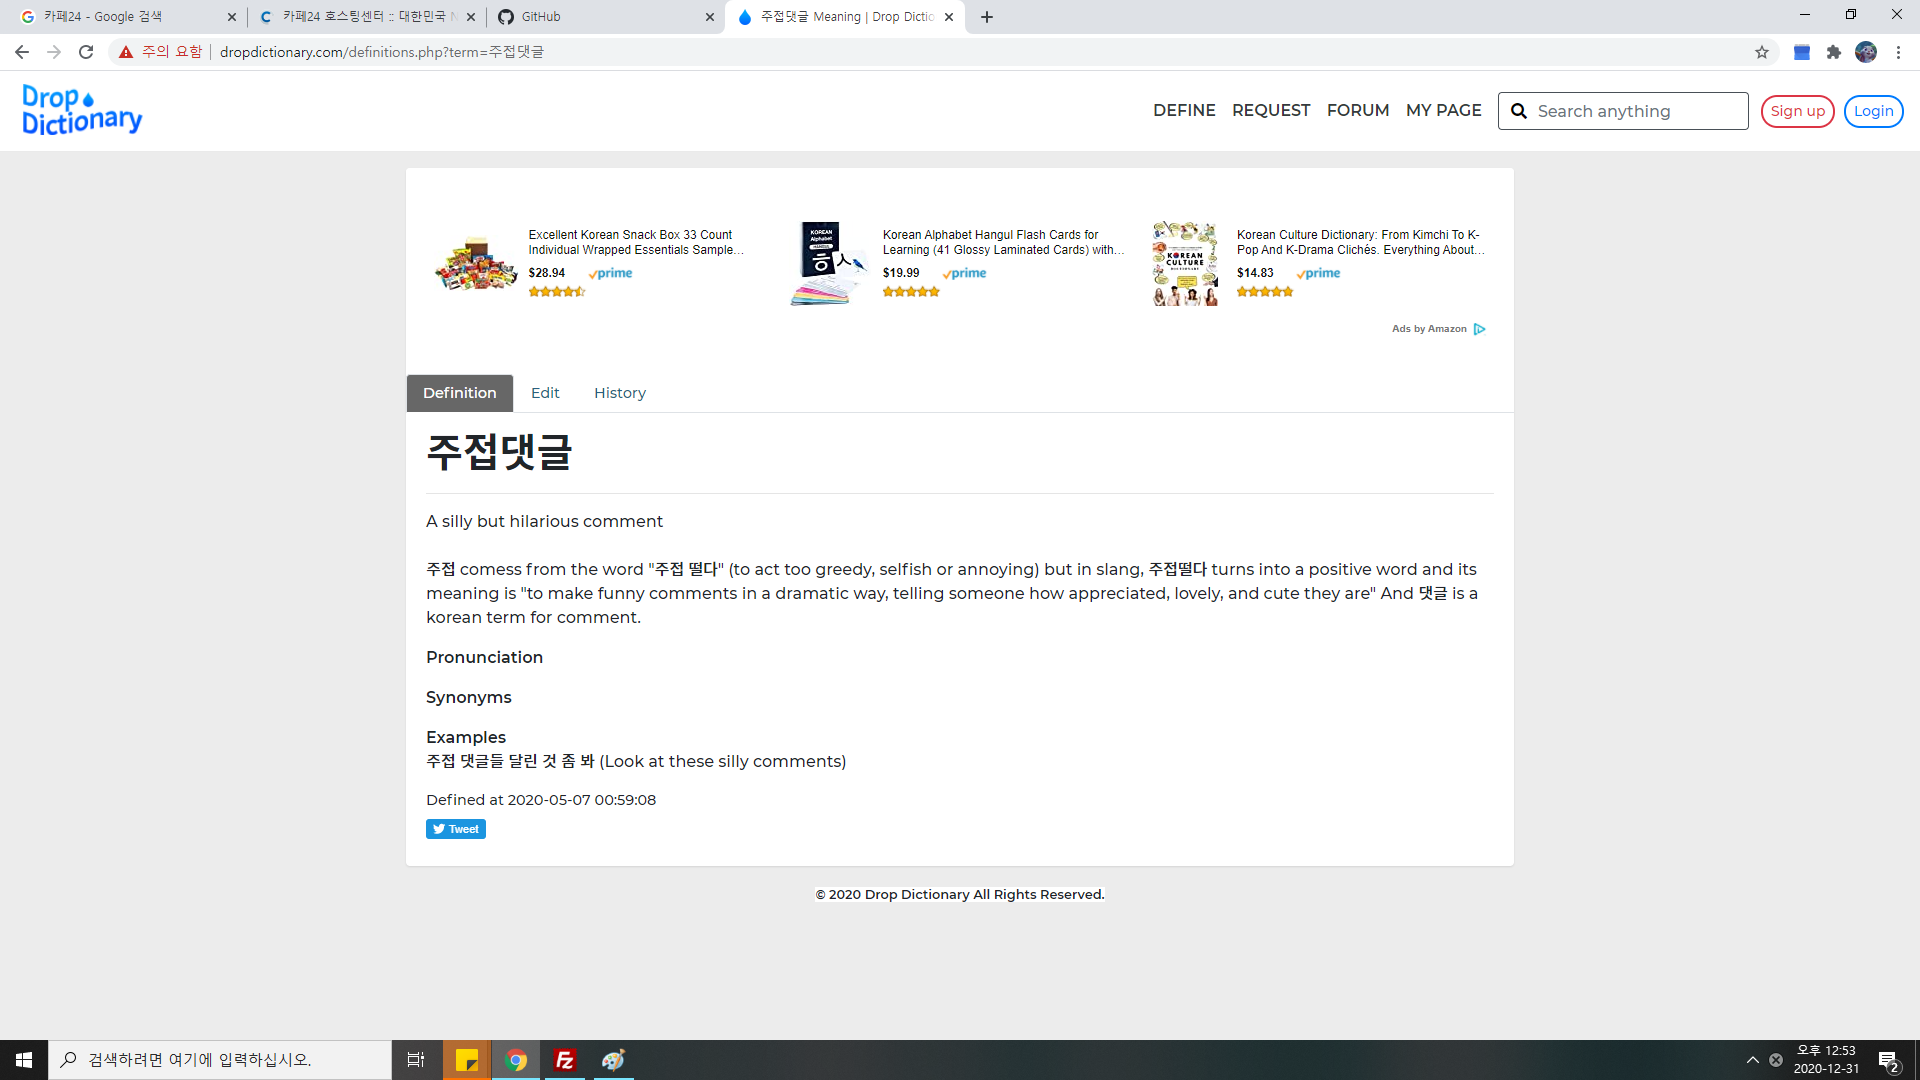 카페24 - Google 검색
카페24 호스팅센터 :: 대한민국 N
GitHub
주접댓글 Meaning | Drop Dictio
주의 요함
dropdictionary.com/definitions.php?term=주접댓글
Drop
Dictionary
DEFINE REQUEST FORUM MY PAGE Search anything Sign up Login
Excellent Korean Snack Box 33 Count
Individual Wrapped Essentials Sample...
$28.94 prime
KOREAN
Alphabet
Korean Alphabet Hangul Flash Cards for
Learning (41 Glossy Laminated Cards) with...
$19.99 prime
KOREAN
CULTURE
Korean Culture Dictionary: From Kimchi To K-
Pop And K-Drama Clichés. Everything About...
$14.83 prime
Ads by Amazon
Definition Edit History
주접댓글
A silly but hilarious comment
주접 comess from the word "주접 떨다" (to act too greedy, selfish or annoying) but in slang, 주접떨다 turns into a positive word and its
meaning is "to make funny comments in a dramatic way, telling someone how appreciated, lovely, and cute they are" And 댓글 is a
korean term for comment.
Pronunciation
Synonyms
Examples
주접 댓글들 달린 것 좀 봐 (Look at these silly comments)
Defined at 2020-05-07 00:59:08
Tweet
© 2020 Drop Dictionary All Rights Reserved.
검색하려면 여기에 입력하십시오.
오후 12:53
2020-12-31
2